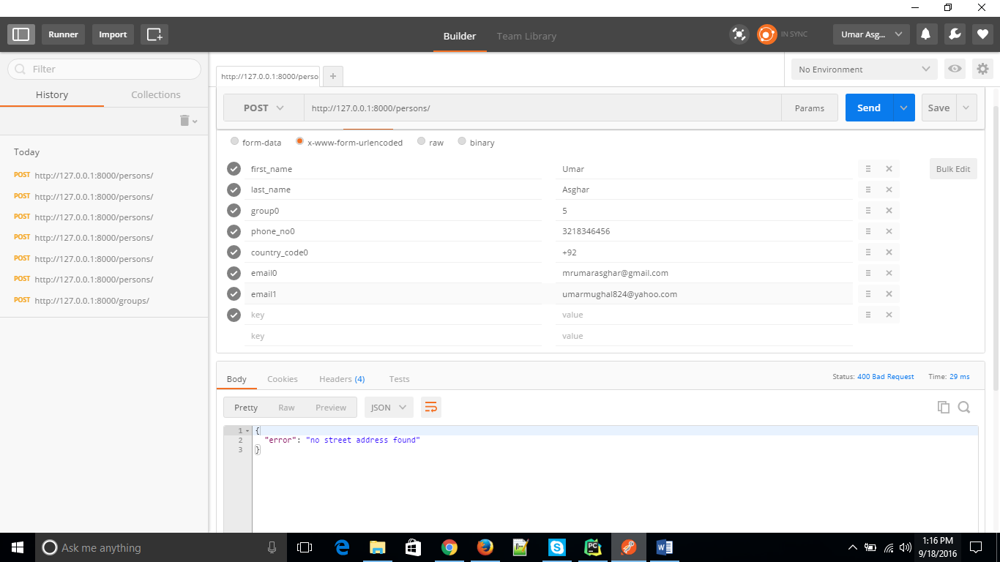 Runner Import Builder Team Library IN SYNC Umar Asg...
Filter
History Collections
Today
POST http://127.0.0.1:8000/persons/
POST http://127.0.0.1:8000/persons/
POST http://127.0.0.1:8000/persons/
POST http://127.0.0.1:8000/persons/
POST http://127.0.0.1:8000/persons/
POST http://127.0.0.1:8000/persons/
POST http://127.0.0.1:8000/groups/
http://127.0.0.1:8000/perso +
No Environment
POST http://127.0.0.1:8000/persons/ Params Send Save
form-data x-www-form-urlencoded raw binary
first_name Umar Bulk Edit
last_name Asghar
group0 5
phone_no0 3218346456
country_code0 +92
email0 mrumarasghar@gmail.com
email1 umarmughal824@yahoo.com
key value
key value
Body Cookies Headers (4) Tests Status: 400 Bad Request Time: 29 ms
Pretty Raw Preview JSON
1 {
2 "error": "no street address found"
3 }
Ask me anything
1:16 PM
9/18/2016